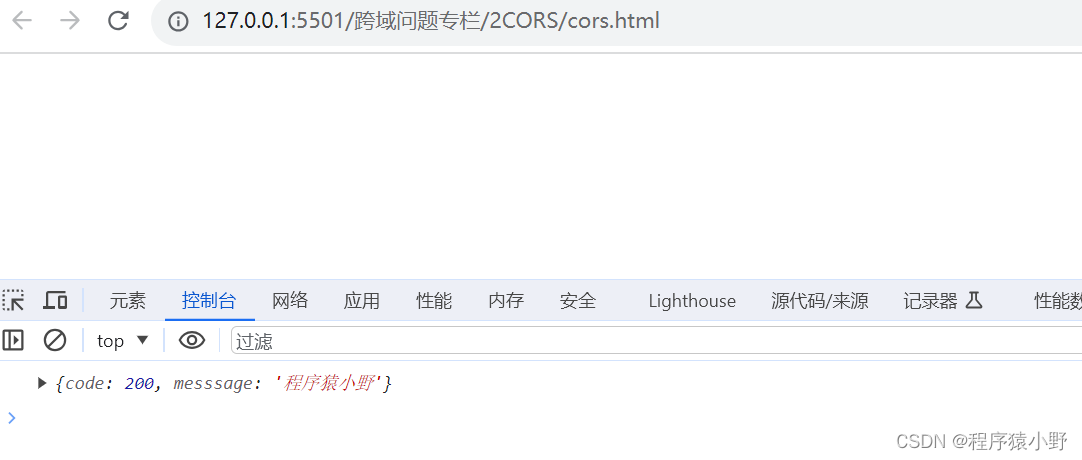 127.0.0.1:5501/跨域问题专栏/2CORS/cors.html
元素 控制台 网络 应用 性能 内存 安全 Lighthouse 源代码/来源 记录器 性能数
top 过滤
{code: 200, messsage: '程序猿小野'}
CSDN @程序猿小野